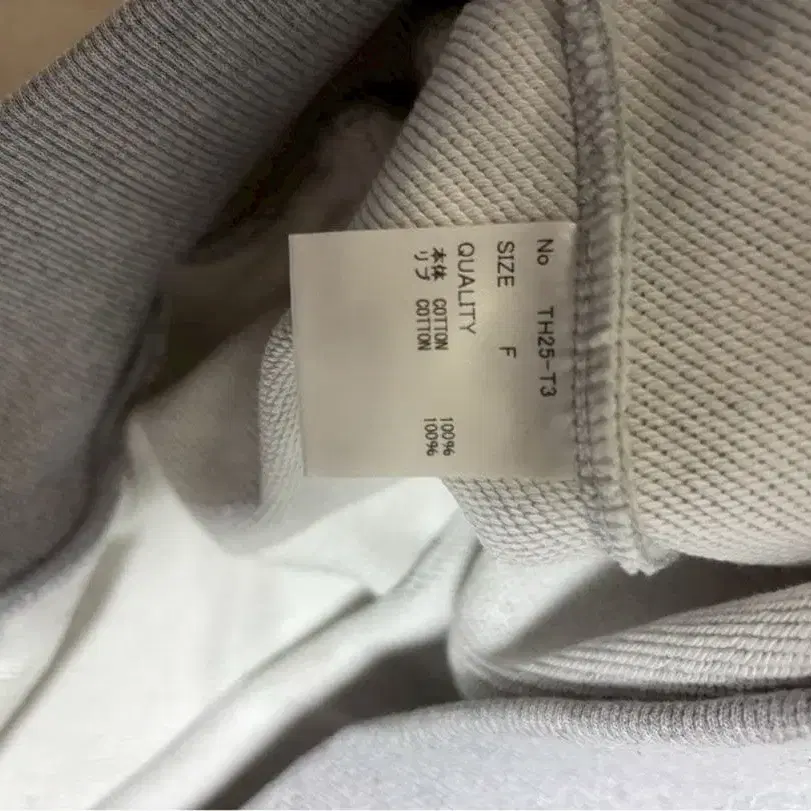 No TH25-T3
SIZE F
QUALITY
本体 COTTON 100%
リブ COTTON 100%